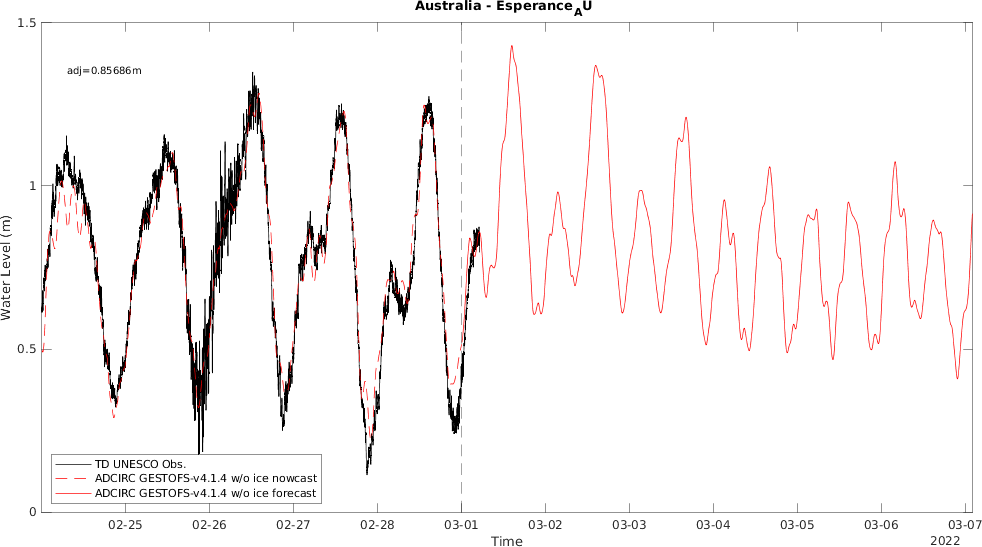 Australia - Esperance_AU
adj=0.85686m
Water Level (m)
1.5
1
0.5
0
TD UNESCO Obs.
ADCIRC GESTOFS-v4.1.4 w/o ice nowcast
ADCIRC GESTOFS-v4.1.4 w/o ice forecast
02-25 02-26 02-27 02-28 03-01 03-02 03-03 03-04 03-05 03-06 03-07
Time
2022